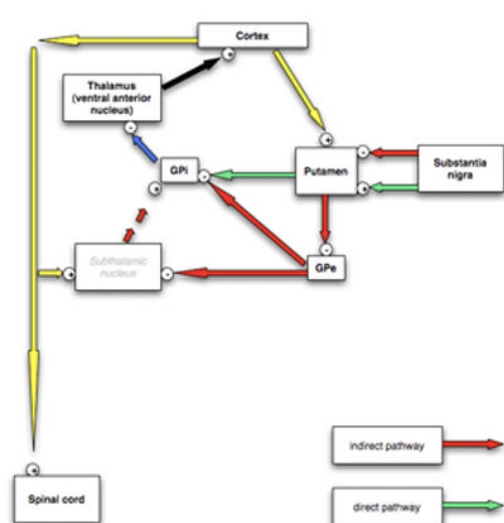 Cortex
+
Thalamus
(ventral anterior
nucleus)
-
+
GPi
-
Putamen
-
Substantia
nigra
+
+
Subthalamic
nucleus
+
-
-
GPe
indirect pathway
+
Spinal cord
direct pathway